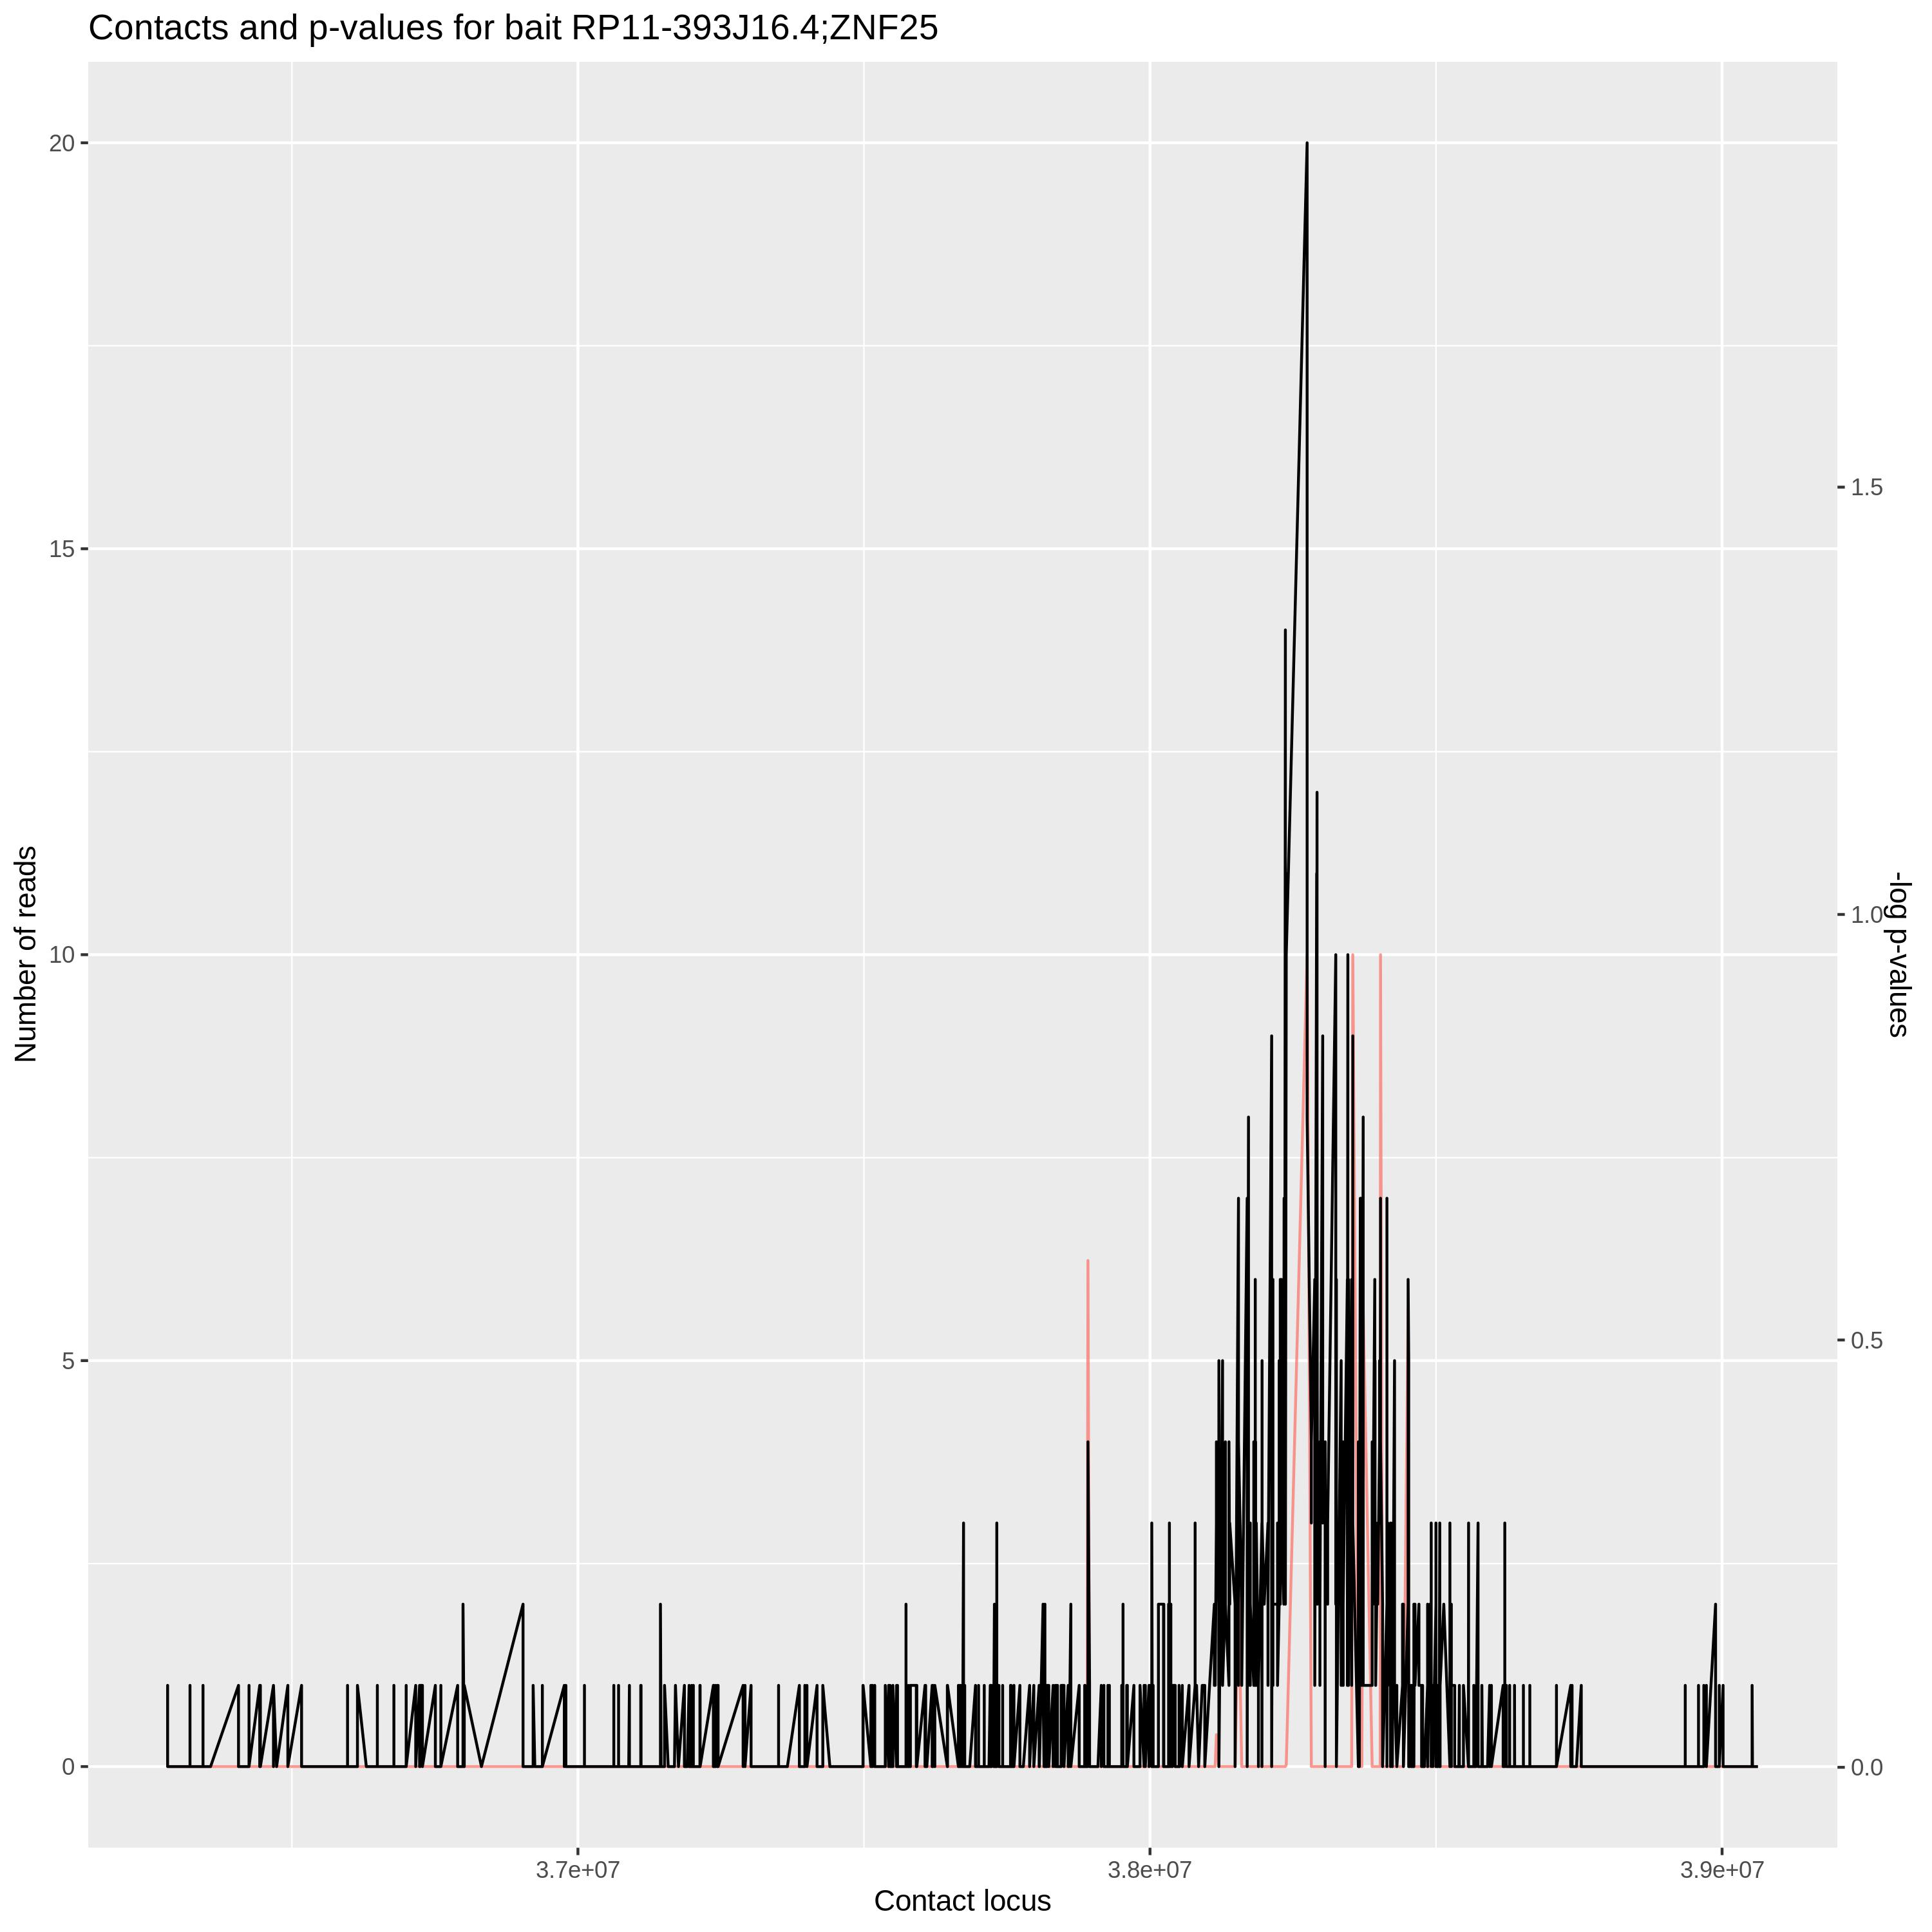 Contacts and p-values for bait RP11-393J16.4;ZNF25
20
15
10
5
0
Number of reads
1.5
1.0
0.5
0.0
-log p-values
3.7e+07 3.8e+07 3.9e+07
Contact locus